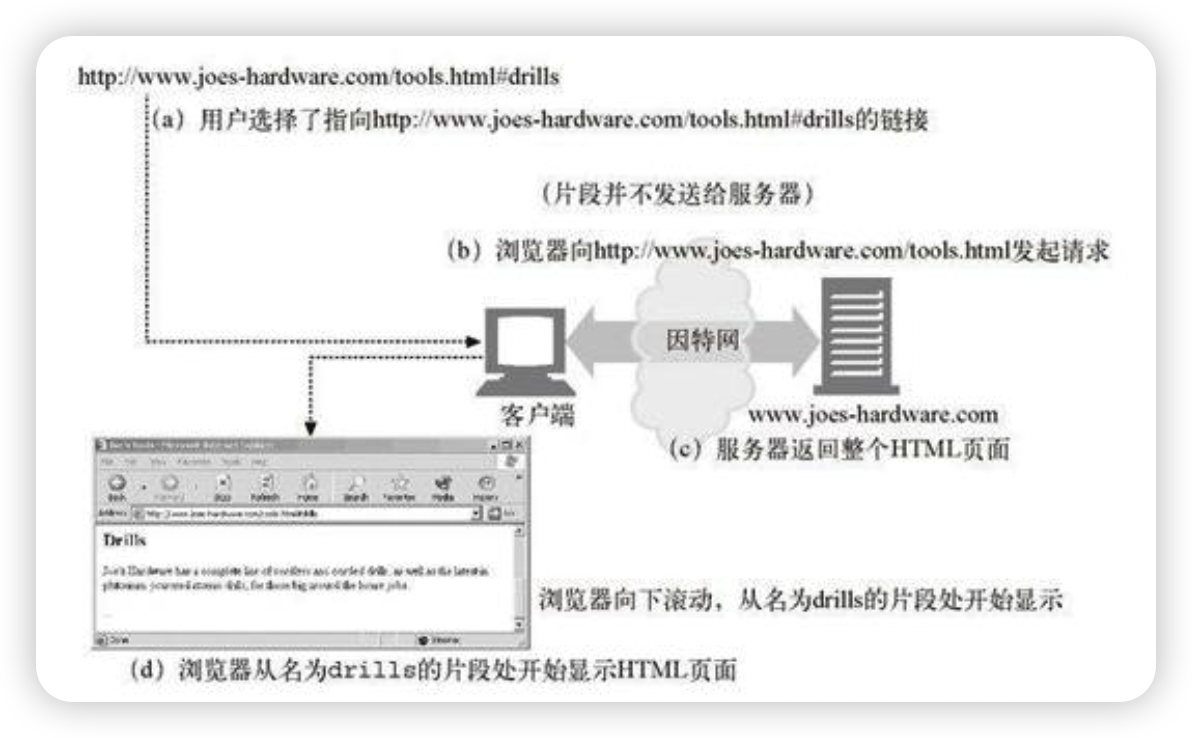 http://www.joes-hardware.com/tools.html#drills
（a）用户选择了指向http://www.joes-hardware.com/tools.html#drills的链接
（片段并不发送给服务器）
（b）浏览器向http://www.joes-hardware.com/tools.html发起请求
因特网
客户端
www.joes-hardware.com
（c）服务器返回整个HTML页面
Back Stop Refresh Home Search Favorites Media History
Address
Drills
Joe's Hardware has a complete line of cordless and corded drills, as well as the latest in
plutonium-powered atomic drills, for those big around the house jobs.
...
浏览器向下滚动，从名为drills的片段处开始显示
Done
（d）浏览器从名为drills的片段处开始显示HTML页面